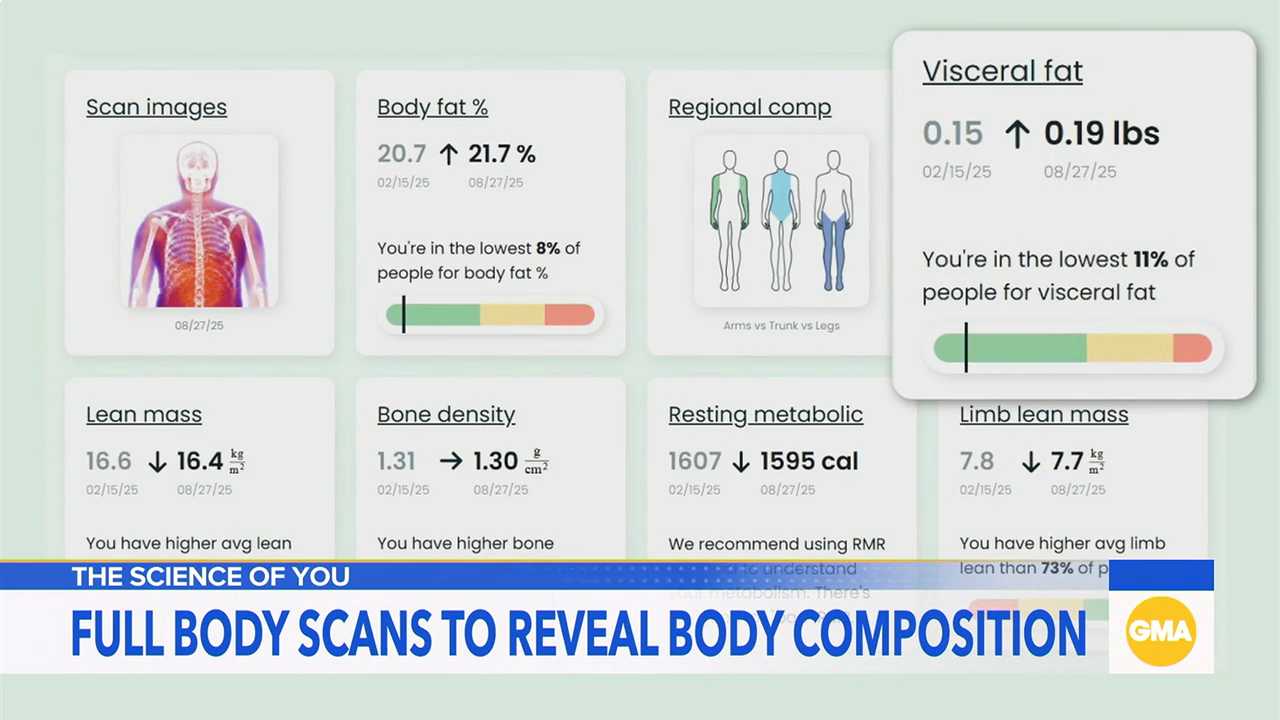 Scan images
08/27/25
Body fat %
20.7 ↑ 21.7 %
02/15/25 08/27/25
You're in the lowest 8% of
people for body fat %
Regional comp
Arms vs Trunk vs Legs
Visceral fat
0.15 ↑ 0.19 lbs
02/15/25 08/27/25
You're in the lowest 11% of
people for visceral fat
Lean mass
16.6 ↓ 16.4 kg/m²
02/15/25 08/27/25
You have higher avg lean
Bone density
1.31 → 1.30 g/cm²
02/15/25 08/27/25
You have higher bone
Resting metabolic
1607 ↓ 1595 cal
02/15/25 08/27/25
We recommend using RMR
to understand
your metabolism. There's
Limb lean mass
7.8 ↓ 7.7 kg/m²
02/15/25 08/27/25
You have higher avg limb
lean than 73% of
THE SCIENCE OF YOU
FULL BODY SCANS TO REVEAL BODY COMPOSITION
GMA